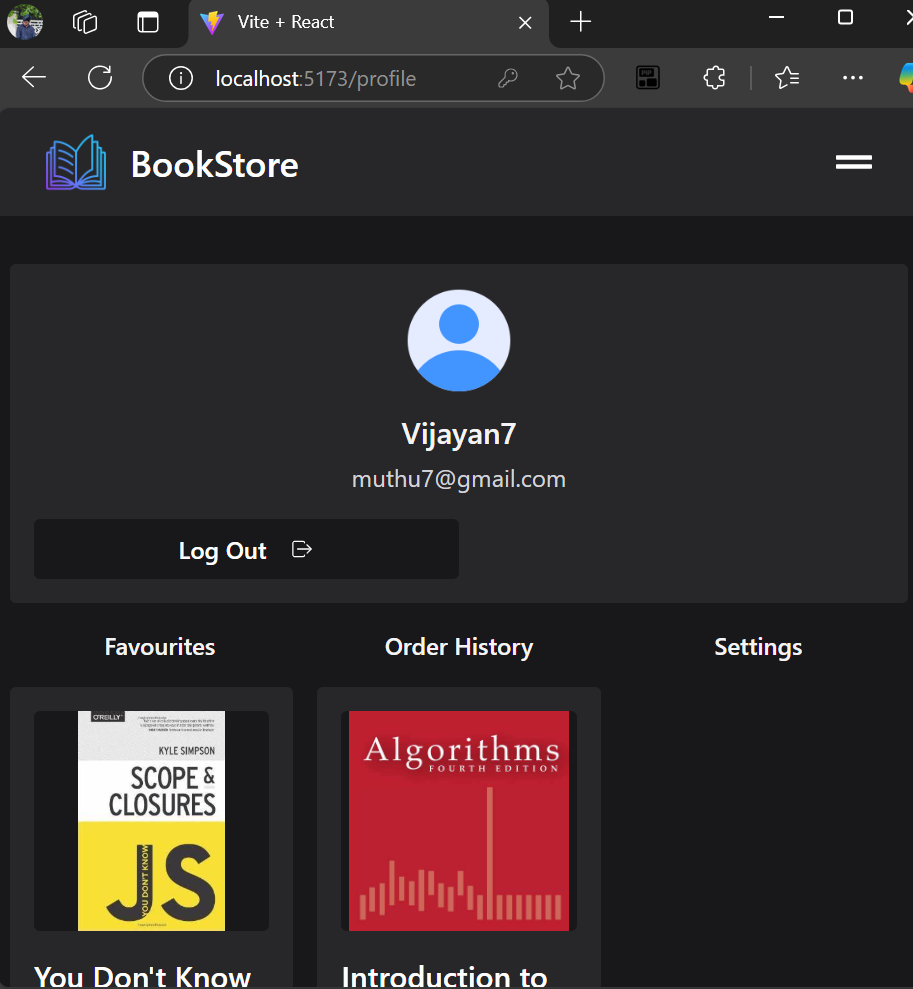 Vite + React
localhost:5173/profile
BookStore
Vijayan7
muthu7@gmail.com
Log Out
Favourites
Order History
Settings
O'REILLY
KYLE SIMPSON
SCOPE &
CLOSURES
YOU DON'T KNOW
JS
Algorithms
FOURTH EDITION
You Don't Know
Introduction to